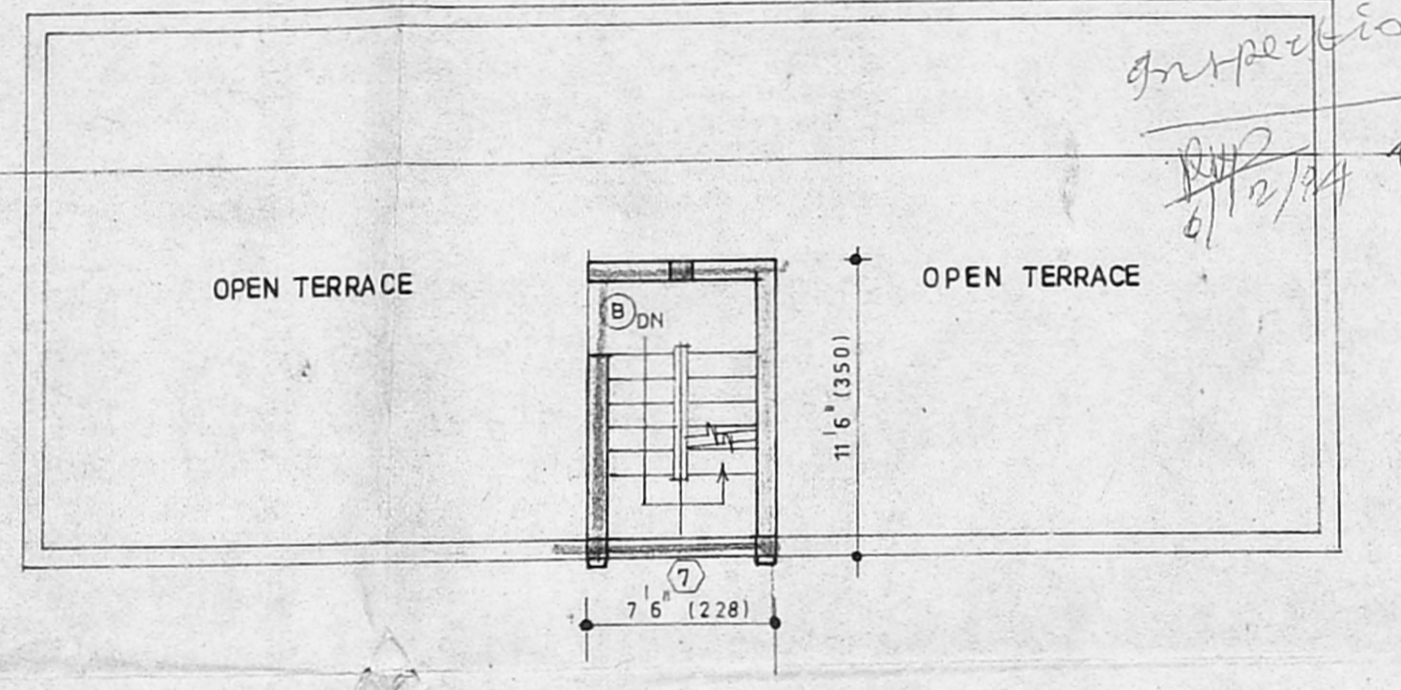 OPEN TERRACE
OPEN TERRACE
B DN
11'6" (350)
7
7'6" (228)